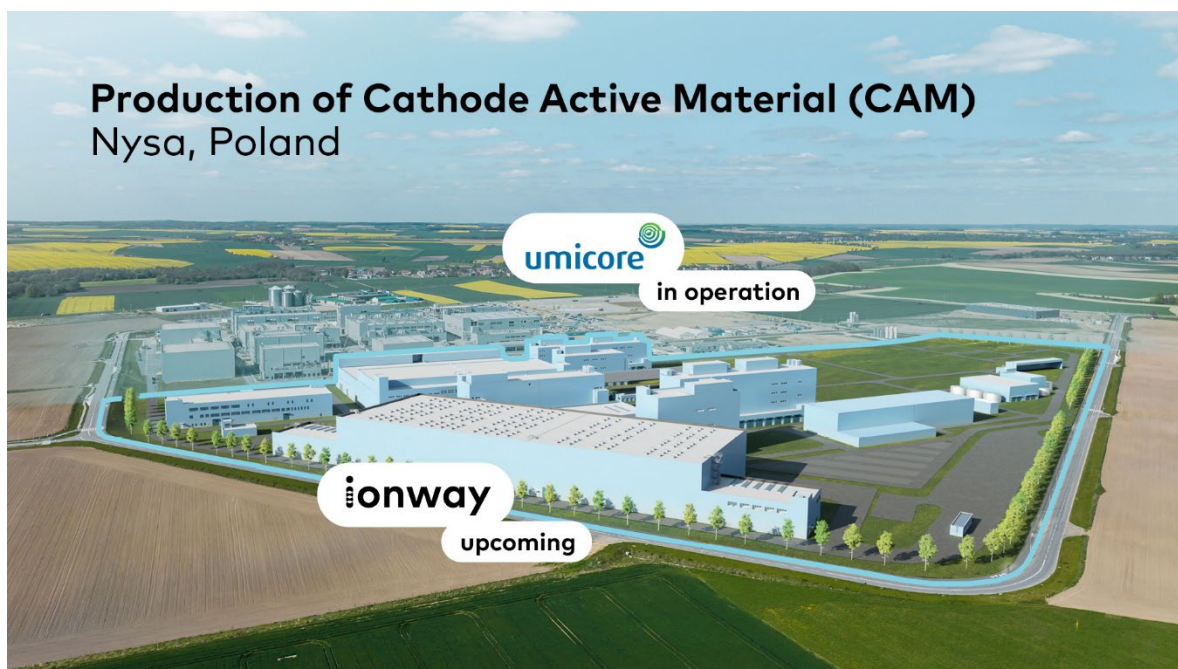 Production of Cathode Active Material (CAM)
Nysa, Poland
umicore
in operation
ionway
upcoming